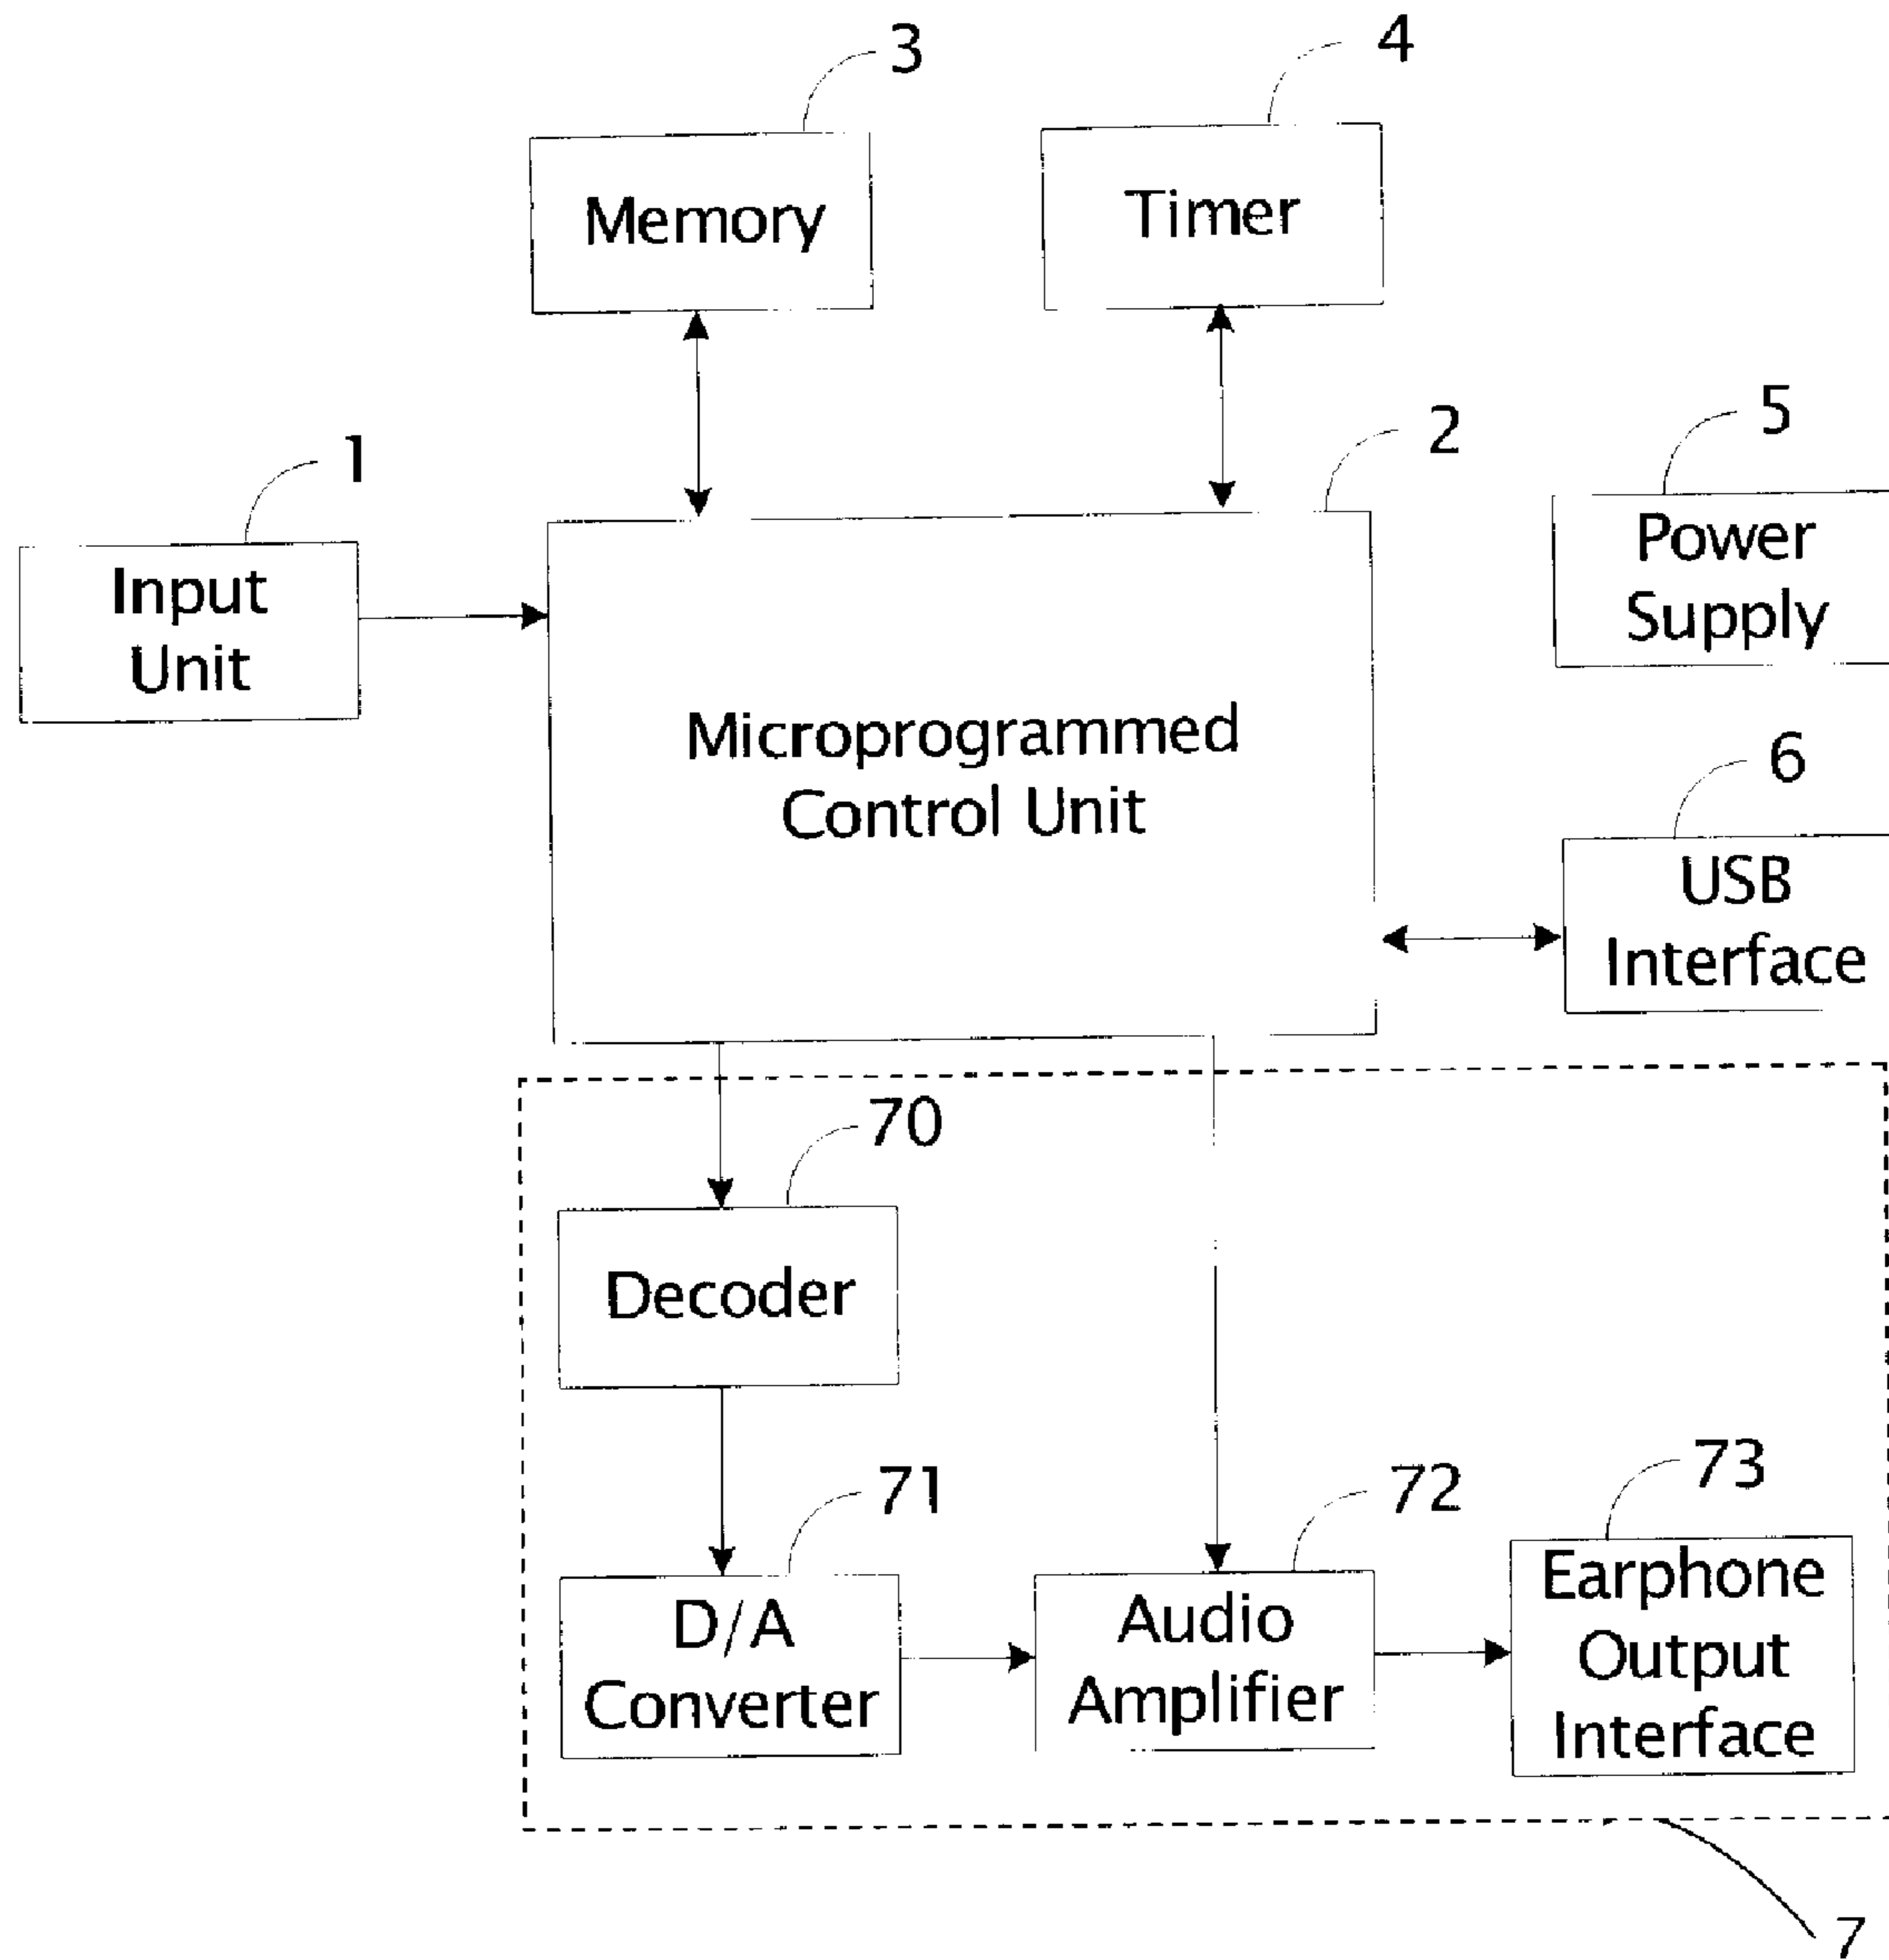 3
4
Memory
Timer
1
2
5
Input
Unit
Power
Supply
Microprogrammed
Control Unit
6
USB
Interface
70
Decoder
71
72
73
D/A
Converter
Audio
Amplifier
Earphone
Output
Interface
7